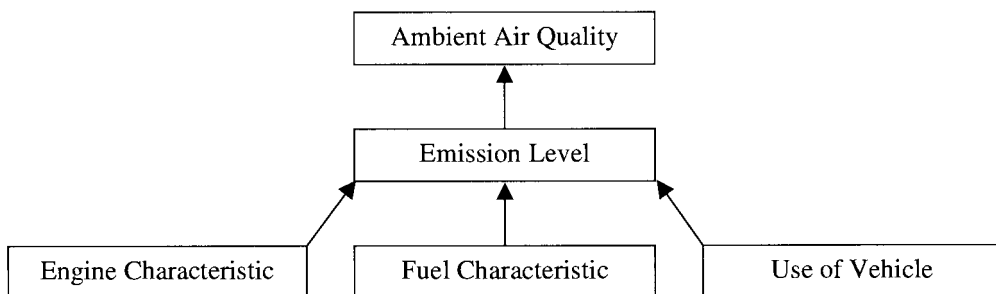 Ambient Air Quality
Emission Level
Engine Characteristic
Fuel Characteristic
Use of Vehicle